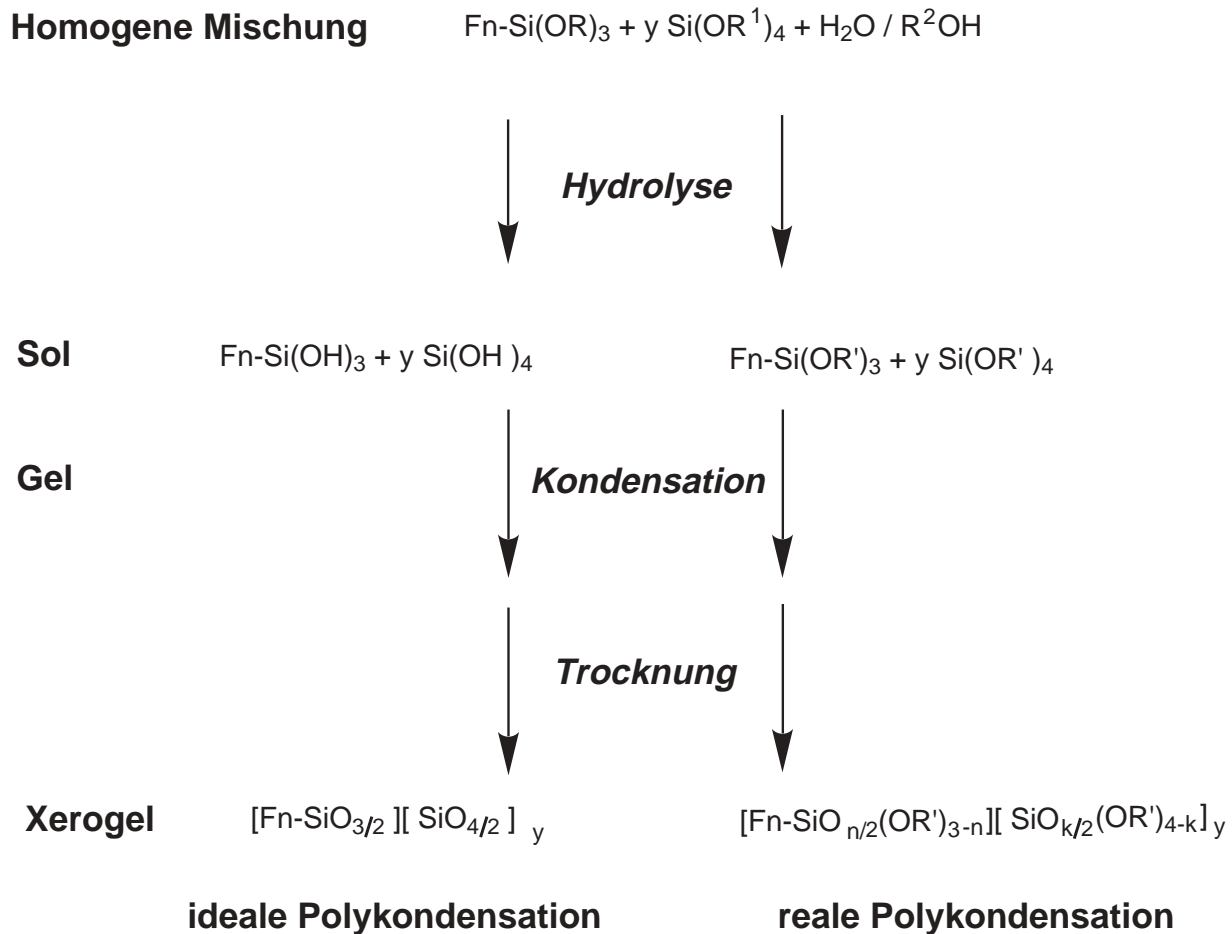 Homogene Mischung Fn-Si(OR)₃ + y Si(OR¹)₄ + H₂O / R²OH
Hydrolyse
Sol Fn-Si(OH)₃ + y Si(OH )₄ Fn-Si(OR')₃ + y Si(OR' )₄
Gel Kondensation
Trocknung
Xerogel [Fn-SiO₃/₂ ][ SiO₄/₂ ] y [Fn-SiO n/2(OR')3-n][ SiOk/2(OR')4-k]y
ideale Polykondensation reale Polykondensation